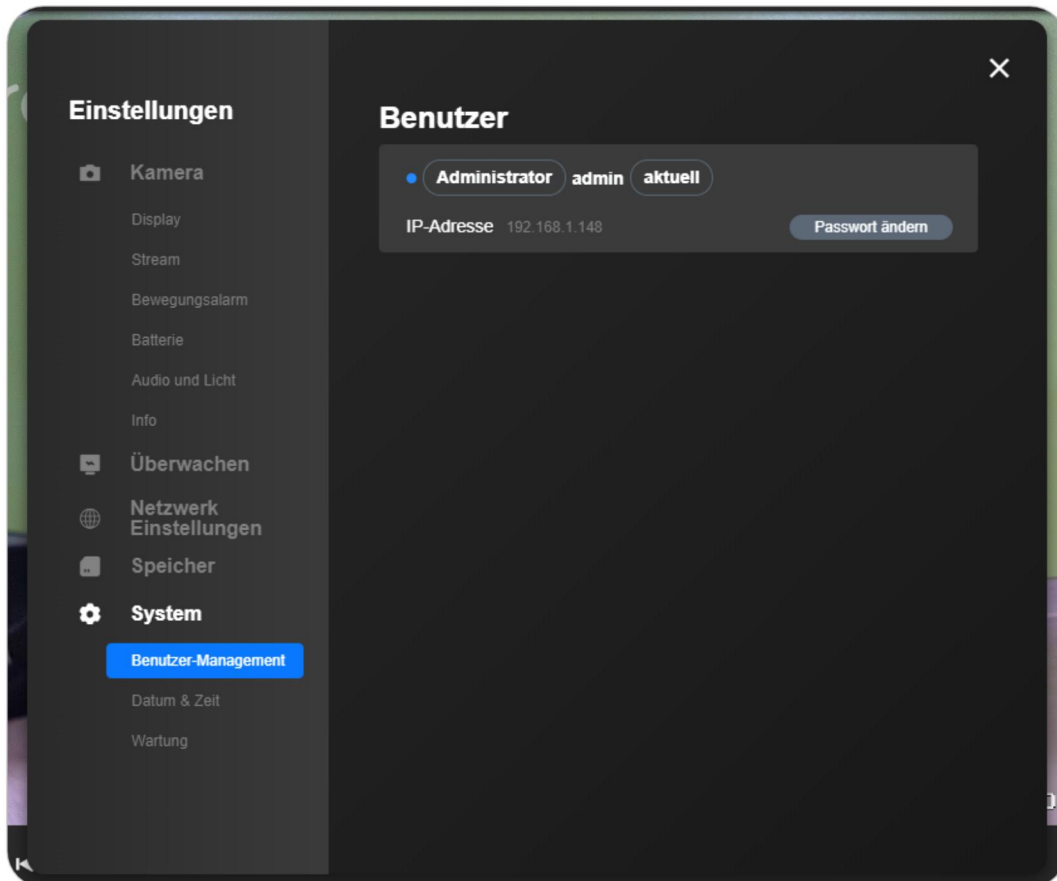 Einstellungen
Kamera
Display
Stream
Bewegungsalarm
Batterie
Audio und Licht
Info
Überwachen
Netzwerk
Einstellungen
Speicher
System
Benutzer-Management
Datum & Zeit
Wartung
Benutzer
Administrator admin aktuell
IP-Adresse 192.168.1.148
Passwort ändern